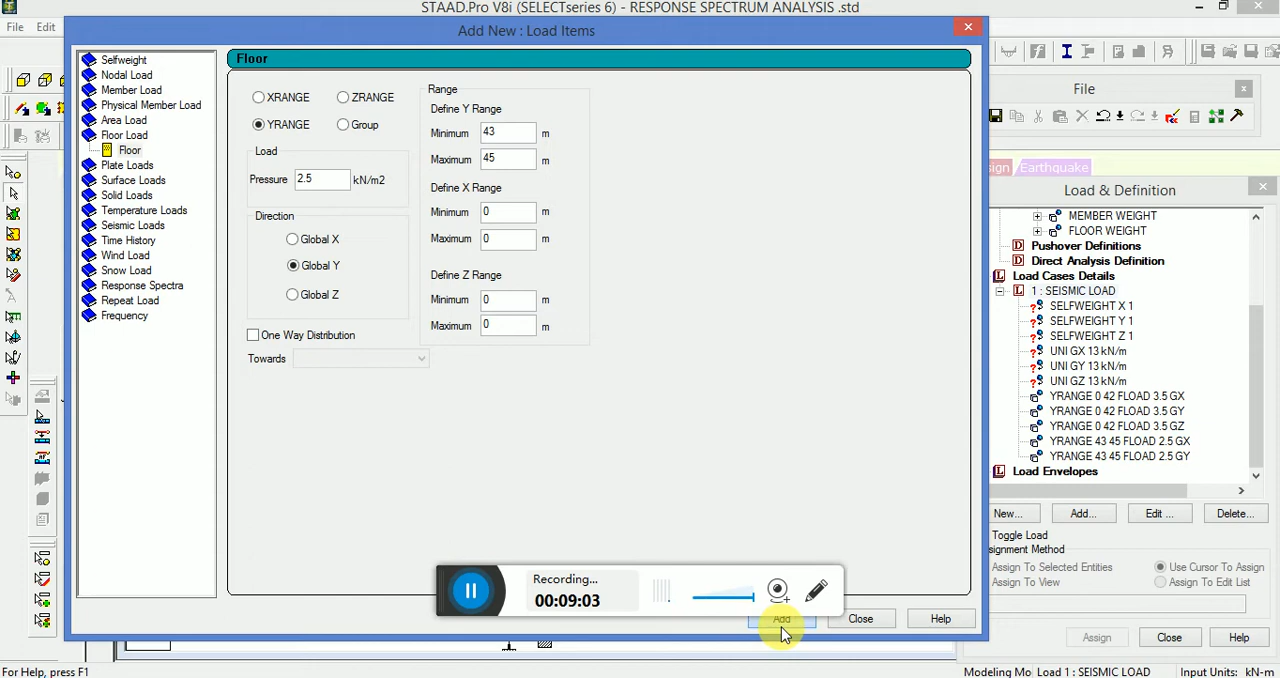 STAAD.Pro V8i (SELECTseries 6) - RESPONSE SPECTRUM ANALYSIS .std
File Edit
Add New : Load Items
Selfweight
Nodal Load
Member Load
Physical Member Load
Area Load
Floor Load
Floor
Plate Loads
Surface Loads
Solid Loads
Temperature Loads
Seismic Loads
Time History
Wind Load
Snow Load
Response Spectra
Repeat Load
Frequency
Floor
XRANGE ZRANGE
YRANGE Group
Load
Pressure 2.5 kN/m2
Direction
Global X
Global Y
Global Z
One Way Distribution
Towards
Range
Define Y Range
Minimum 43 m
Maximum 45 m
Define X Range
Minimum 0 m
Maximum 0 m
Define Z Range
Minimum 0 m
Maximum 0 m
Recording...
00:09:03
Add Close Help
File
sign Earthquake
Load & Definition
MEMBER WEIGHT
FLOOR WEIGHT
Pushover Definitions
Direct Analysis Definition
Load Cases Details
1 : SEISMIC LOAD
SELFWEIGHT X 1
SELFWEIGHT Y 1
SELFWEIGHT Z 1
UNI GX 13 kN/m
UNI GY 13 kN/m
UNI GZ 13 kN/m
YRANGE 0 42 FLOAD 3.5 GX
YRANGE 0 42 FLOAD 3.5 GY
YRANGE 0 42 FLOAD 3.5 GZ
YRANGE 43 45 FLOAD 2.5 GX
YRANGE 43 45 FLOAD 2.5 GY
Load Envelopes
New... Add... Edit ... Delete...
Toggle Load
signment Method
Assign To Selected Entities Use Cursor To Assign
Assign To View Assign To Edit List
Assign Close Help
For Help, press F1 Modeling Mo Load 1 : SEISMIC LOAD Input Units: kN-m